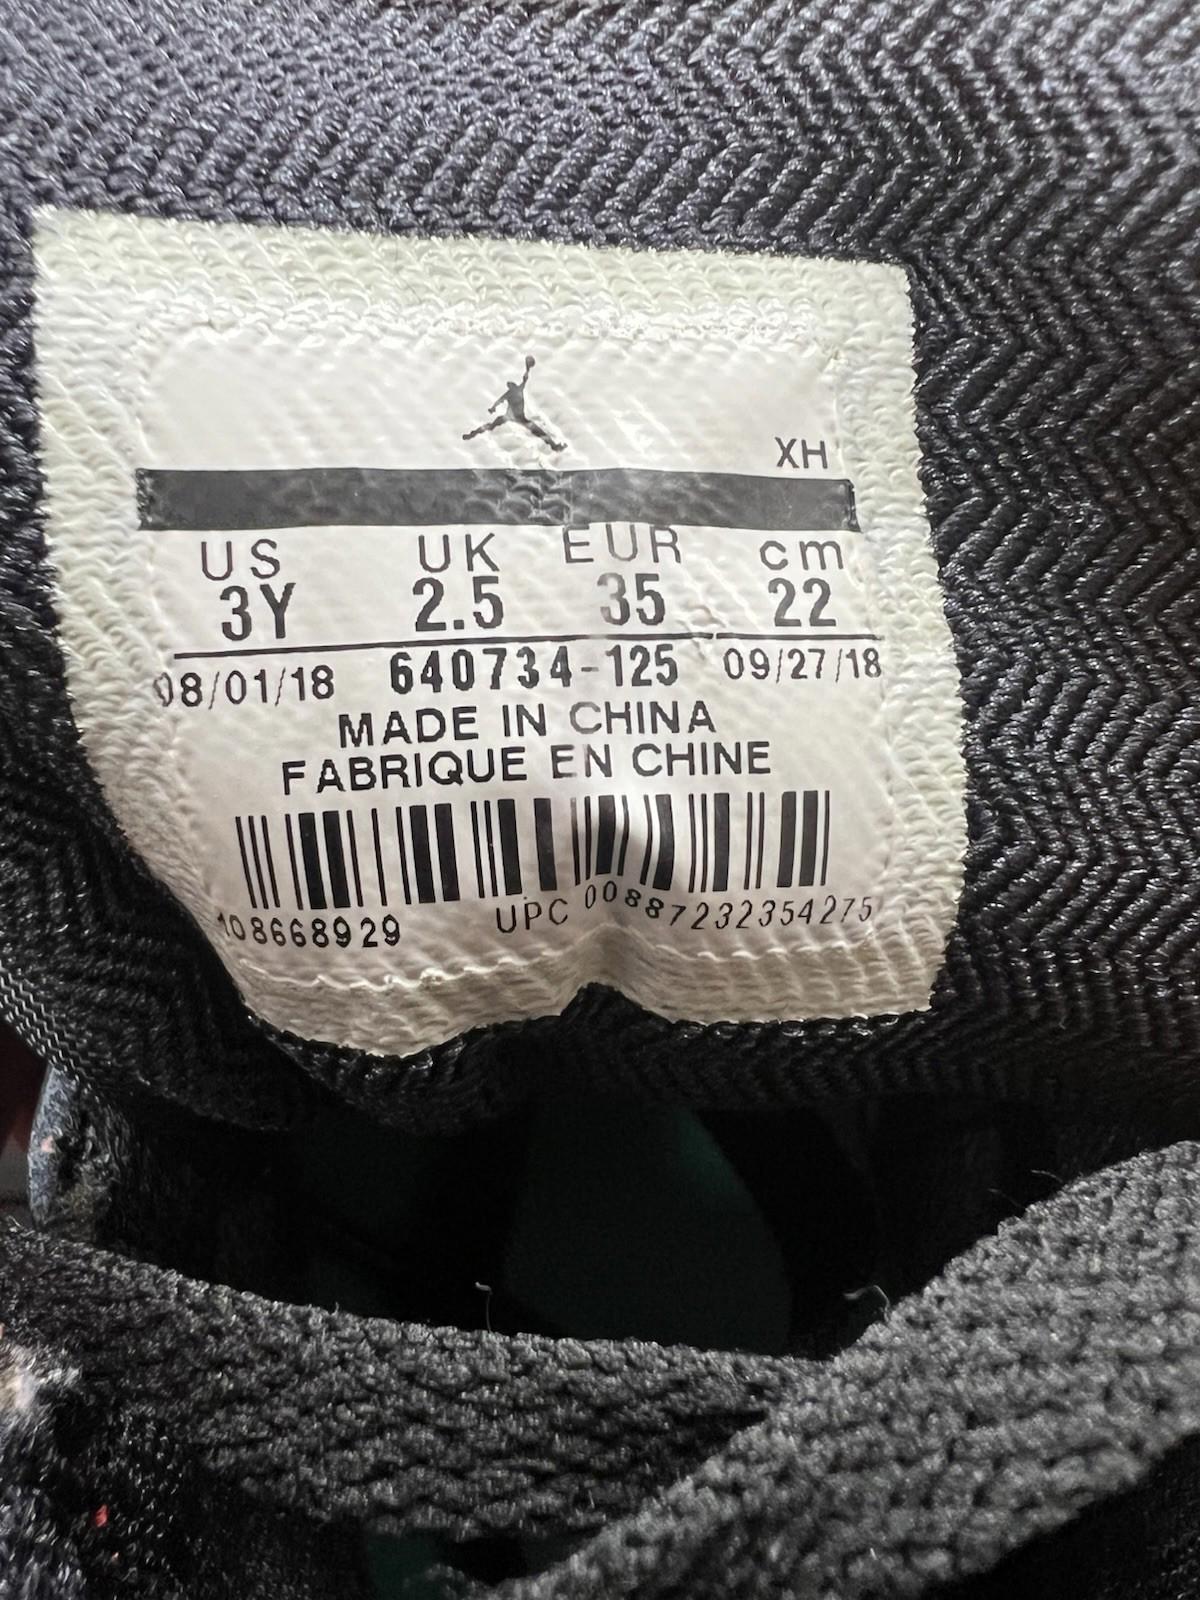 XH
US UK EUR cm
3Y 2.5 35 22
08/01/18 640734-125 09/27/18
MADE IN CHINA
FABRIQUE EN CHINE
108668929 UPC 00887232354275